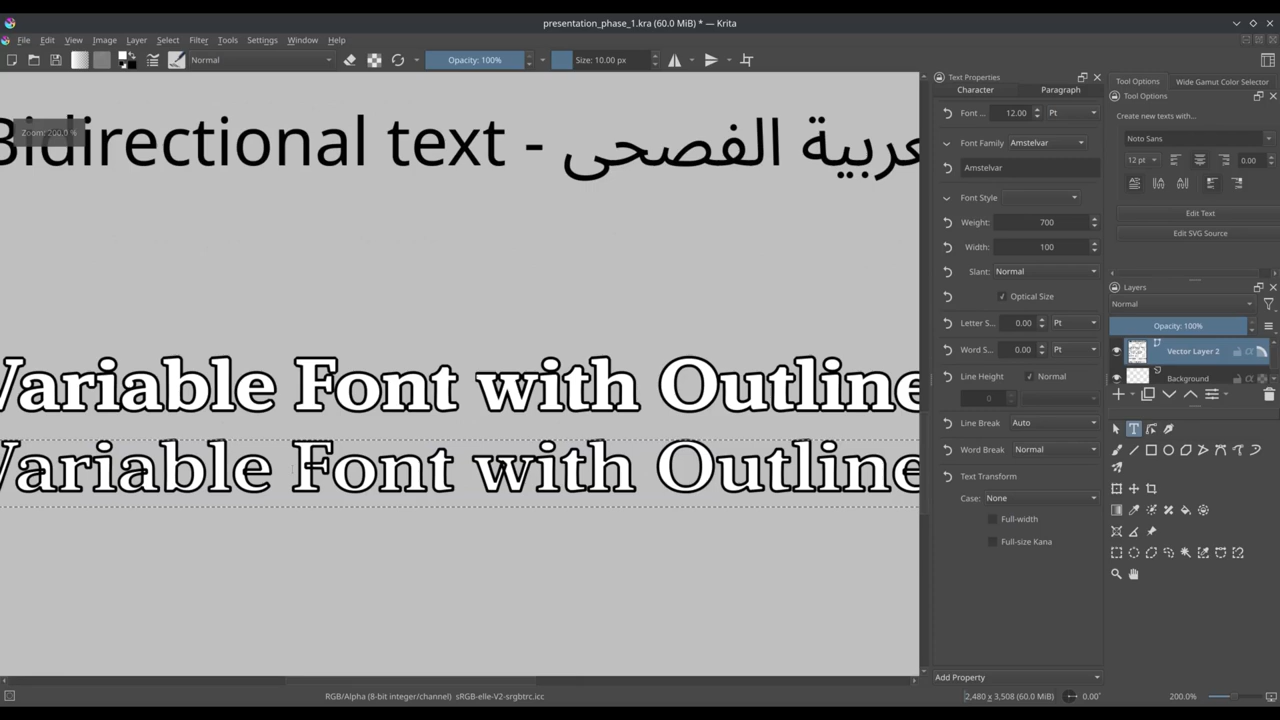 presentation_phase_1.kra (60.0 MiB) * — Krita
File Edit View Image Layer Select Filter Tools Settings Window Help
Normal
Opacity: 100%
Size: 10.00 px
Zoom: 200.0 %
Bidirectional text - عربية الفصحى
Variable Font with Outline
Variable Font with Outline
Text Properties
Character Paragraph
Font ... 12.00 Pt
Font Family Amstelvar
Amstelvar
Font Style
Weight: 700
Width: 100
Slant: Normal
Optical Size
Letter S... 0.00 Pt
Word S... 0.00 Pt
Line Height Normal
0
Line Break Auto
Word Break Normal
Text Transform
Case: None
Full-width
Full-size Kana
Add Property
Tool Options Wide Gamut Color Selector
Tool Options
Create new texts with...
Noto Sans
12 pt 0.00
Edit Text
Edit SVG Source
Layers
Normal
Opacity: 100%
Vector Layer 2
Background
RGB/Alpha (8-bit integer/channel) sRGB-elle-V2-srgbtrc.icc
2,480 x 3,508 (60.0 MiB)
0.00°
200.0%